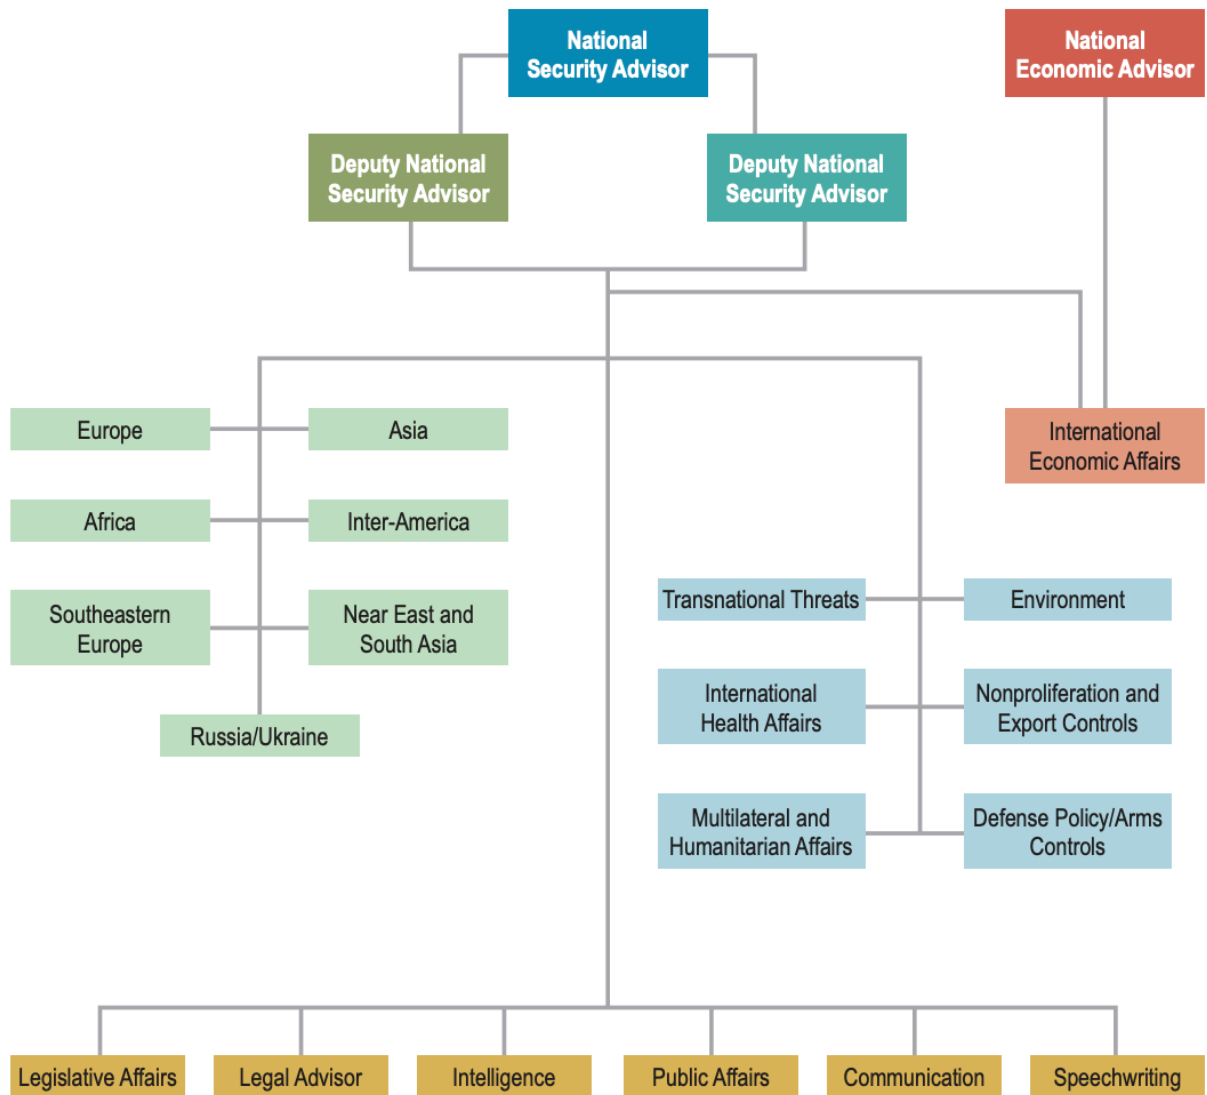 National
Security Advisor
National
Economic Advisor
Deputy National
Security Advisor
Deputy National
Security Advisor
Europe
Asia
International
Economic Affairs
Africa
Inter-America
Southeastern
Europe
Near East and
South Asia
Transnational Threats
Environment
International
Health Affairs
Nonproliferation and
Export Controls
Russia/Ukraine
Multilateral and
Humanitarian Affairs
Defense Policy/Arms
Controls
Legislative Affairs
Legal Advisor
Intelligence
Public Affairs
Communication
Speechwriting